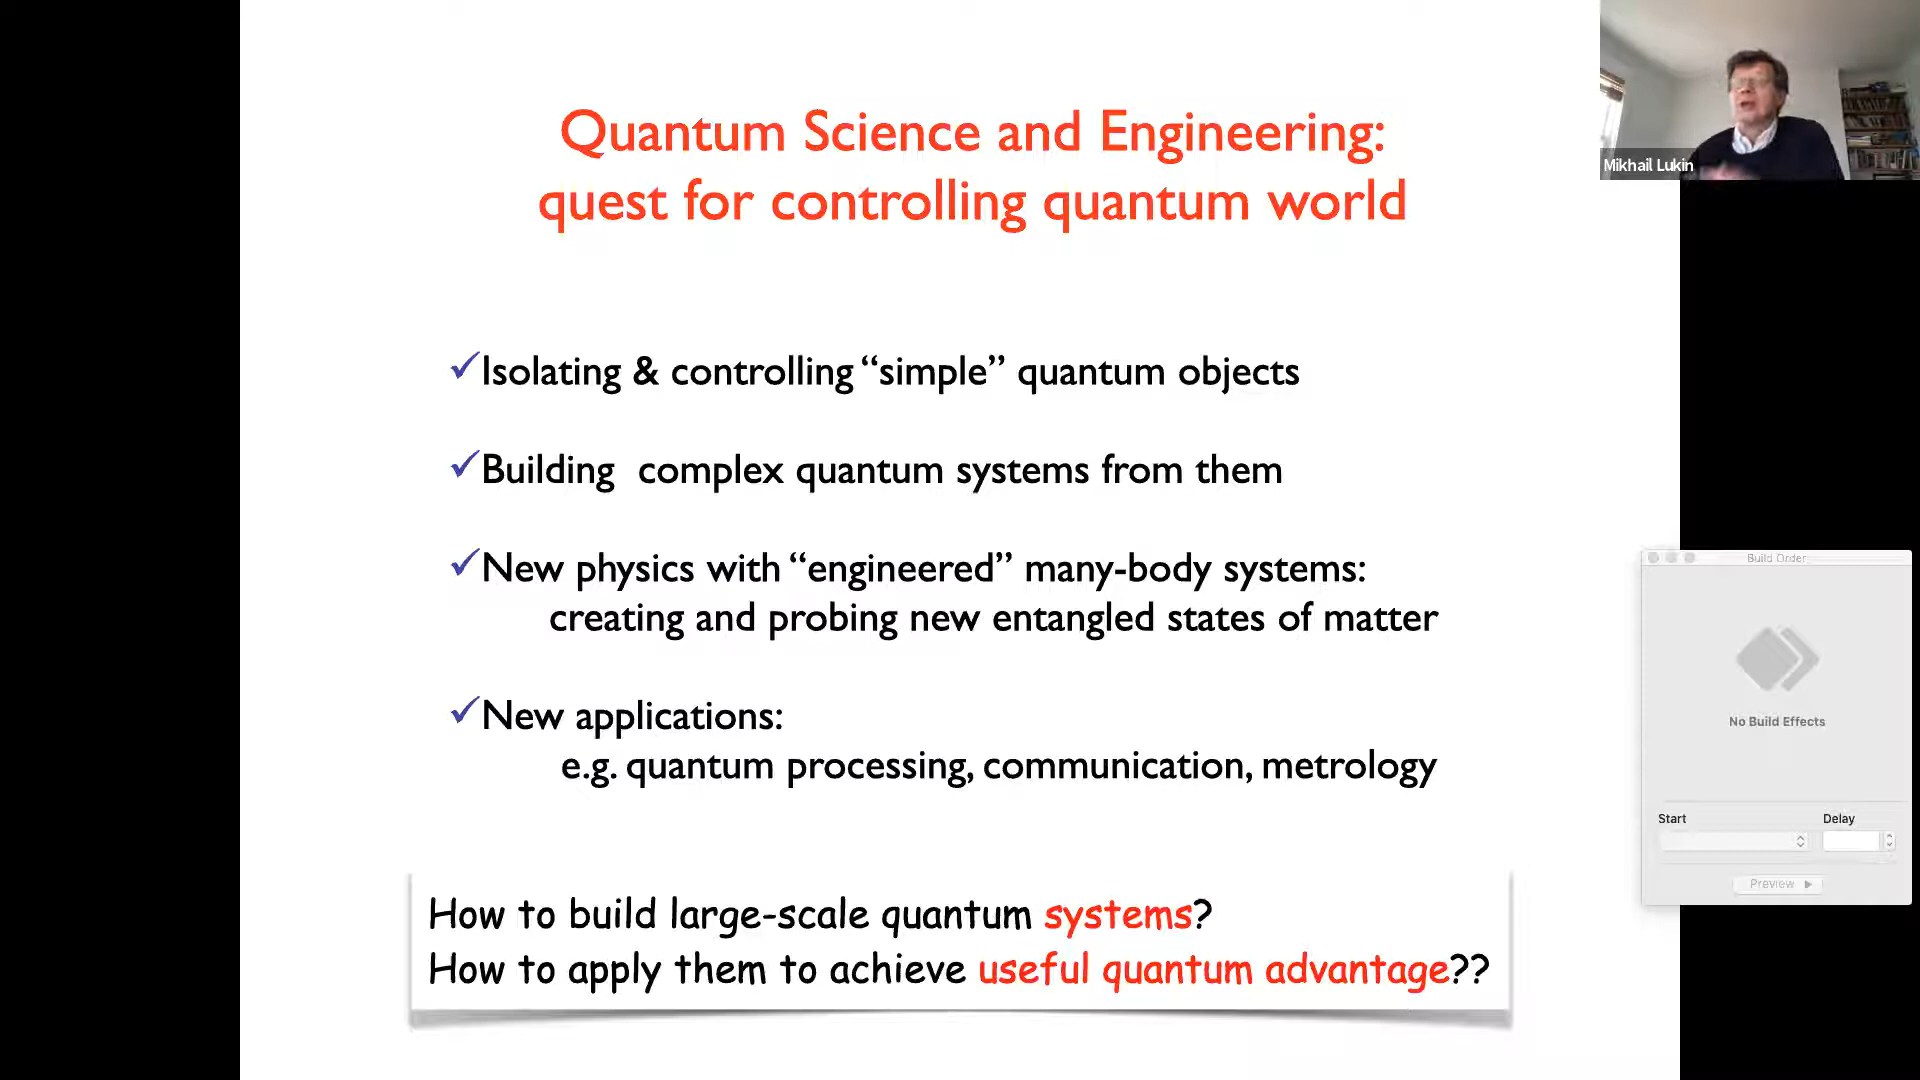 Quantum Science and Engineering:
quest for controlling quantum world
Mikhail Lukin
✓Isolating & controlling “simple” quantum objects
✓Building complex quantum systems from them
✓New physics with “engineered” many-body systems:
creating and probing new entangled states of matter
✓New applications:
e.g. quantum processing, communication, metrology
How to build large-scale quantum systems?
How to apply them to achieve useful quantum advantage??
Build Order
No Build Effects
Start Delay
Preview